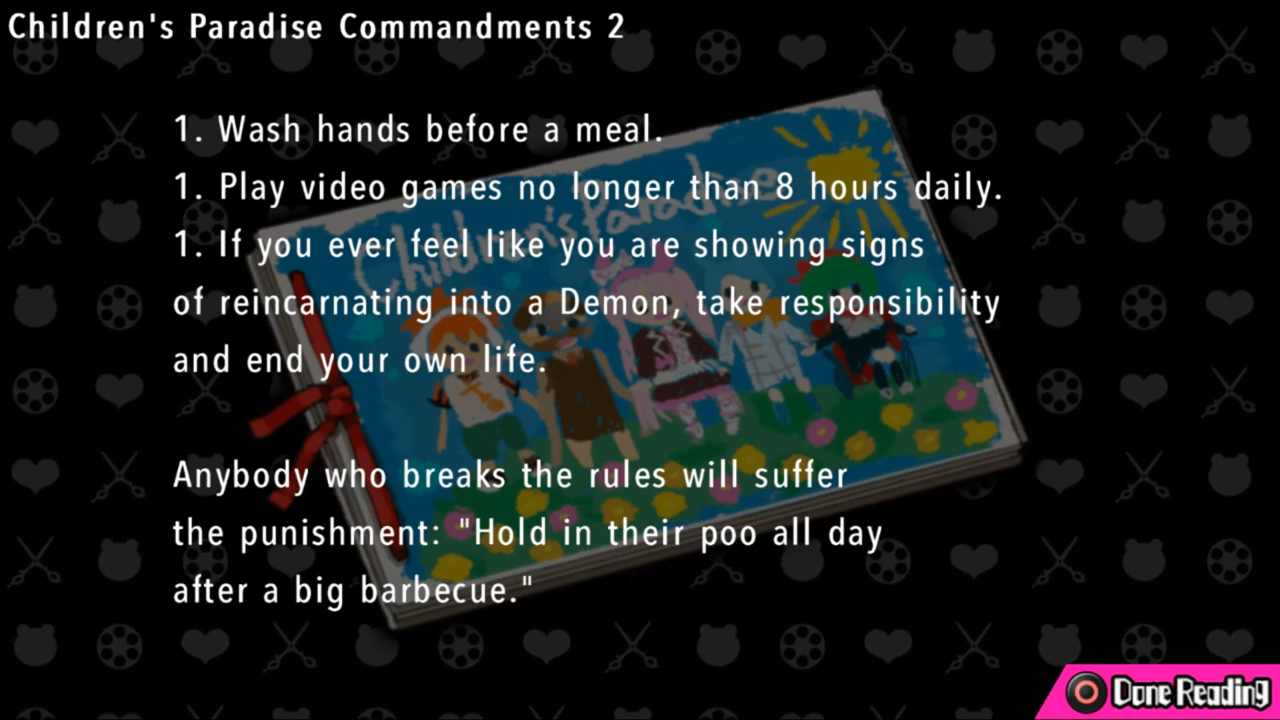 Children's Paradise Commandments 2
1. Wash hands before a meal.
1. Play video games no longer than 8 hours daily.
1. If you ever feel like you are showing signs
of reincarnating into a Demon, take responsibility
and end your own life.
Anybody who breaks the rules will suffer
the punishment: "Hold in their poo all day
after a big barbecue."
Children's Paradise
Done Reading